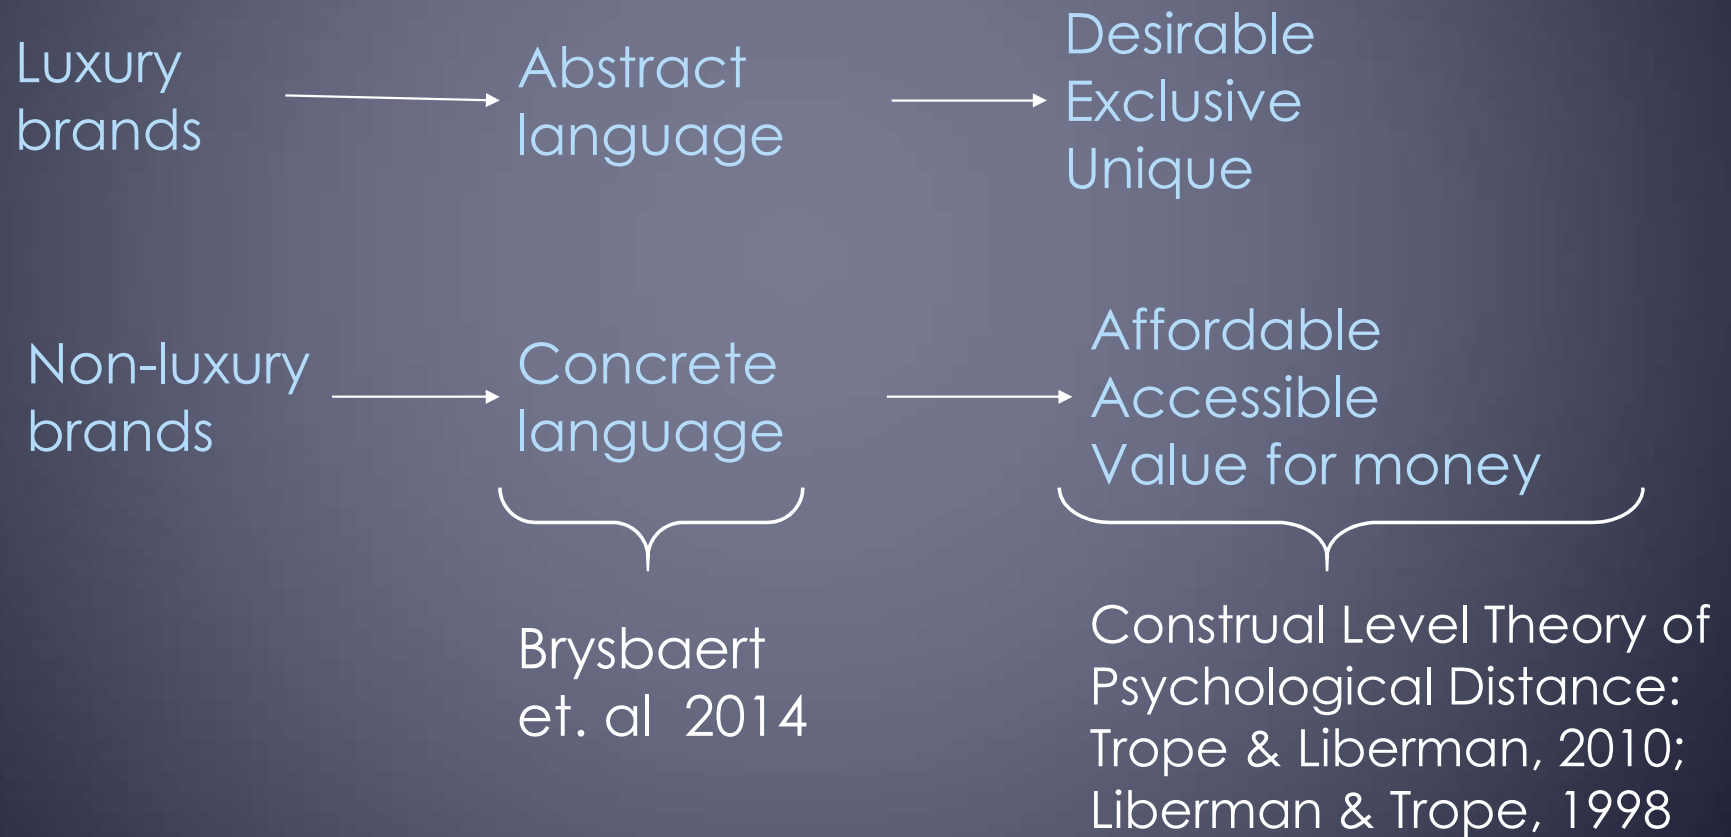 Luxury
brands
Abstract
language
Desirable
Exclusive
Unique
Non-luxury
brands
Concrete
language
Affordable
Accessible
Value for money
Brysbaert
et. al  2014
Construal Level Theory of
Psychological Distance:
Trope & Liberman, 2010;
Liberman & Trope, 1998